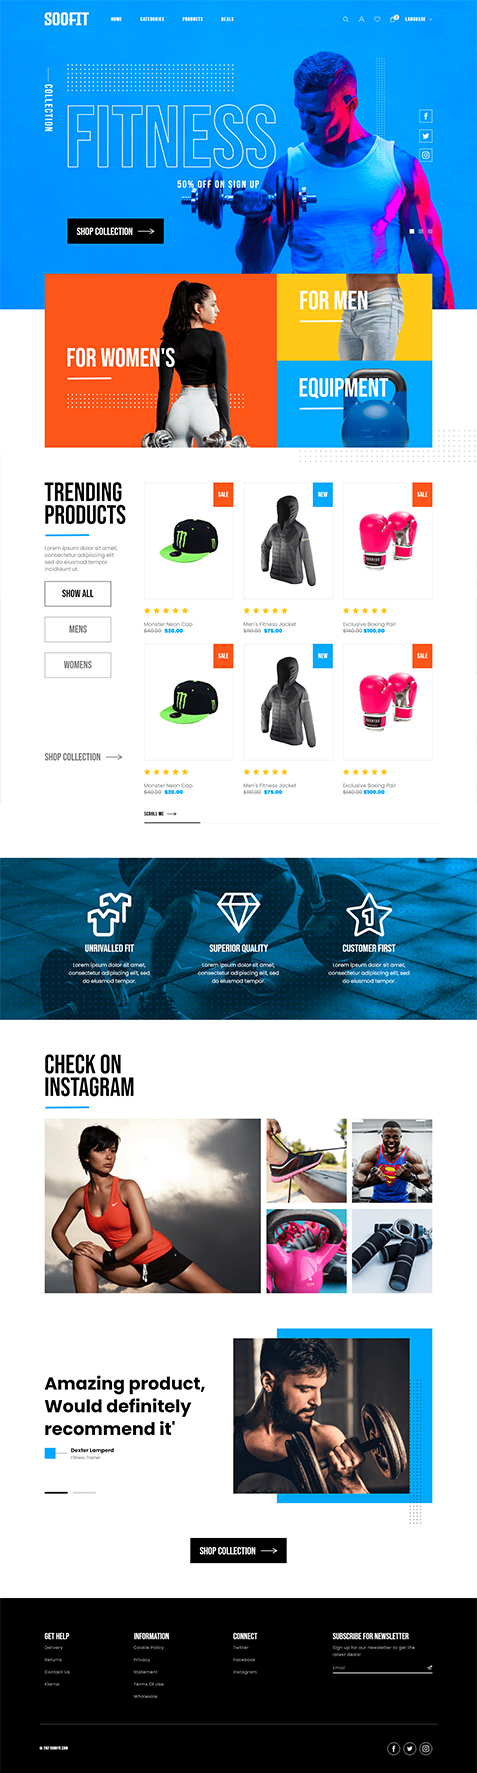 SOOFIT
HOME CATEGORIES PRODUCTS DEALS
2
LANGUAGE
COLLECTION
FITNESS
50% OFF ON SIGN UP
SHOP COLLECTION
FOR WOMEN'S
FOR MEN
EQUIPMENT
TRENDING
PRODUCTS
Lorem ipsum dolor sit amet,
consectetur adipiscing elit
sed do eiusmod tempor
incididunt ut.
SHOW ALL
MENS
WOMENS
SHOP COLLECTION
SALE
NEW
SALE
Monster Neon Cap
$40.00 $20.00
Men's Fitness Jacket
$110.00 $75.00
Exclusive Boxing Pair
$140.00 $100.00
SALE
NEW
SALE
Monster Neon Cap
$40.00 $20.00
Men's Fitness Jacket
$110.00 $75.00
Exclusive Boxing Pair
$140.00 $100.00
SCROLL ME
UNRIVALLED FIT
Lorem ipsum dolor sit amet,
consectetur adipiscing elit, sed
do eiusmod tempor.
SUPERIOR QUALITY
Lorem ipsum dolor sit amet,
consectetur adipiscing elit, sed
do eiusmod tempor.
1
CUSTOMER FIRST
Lorem ipsum dolor sit amet,
consectetur adipiscing elit, sed
do eiusmod tempor.
CHECK ON
INSTAGRAM
Amazing product,
Would definitely
recommend it'
Dexter Lamperd
Fitness Trainer
SHOP COLLECTION
GET HELP
Delivery
Returns
Contact Us
Klarna
INFORMATION
Cookie Policy
Privacy
Statement
Terms Of Use
Wholesale
CONNECT
Twitter
Facebook
Instagram
SUBSCRIBE FOR NEWSLETTER
Sign up for our newsletter to get the
latest deals!
Email